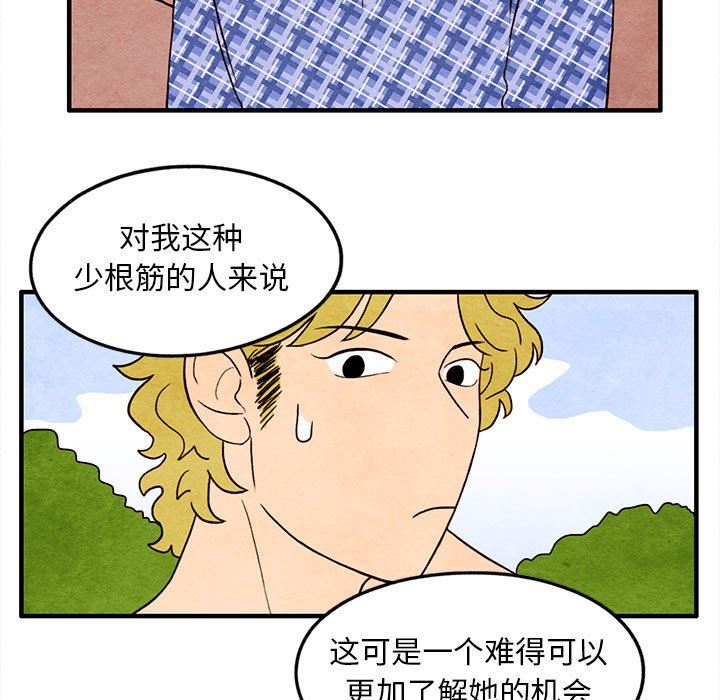 对我这种
少根筋的人来说
这可是一个难得可以
更加了解她的机会